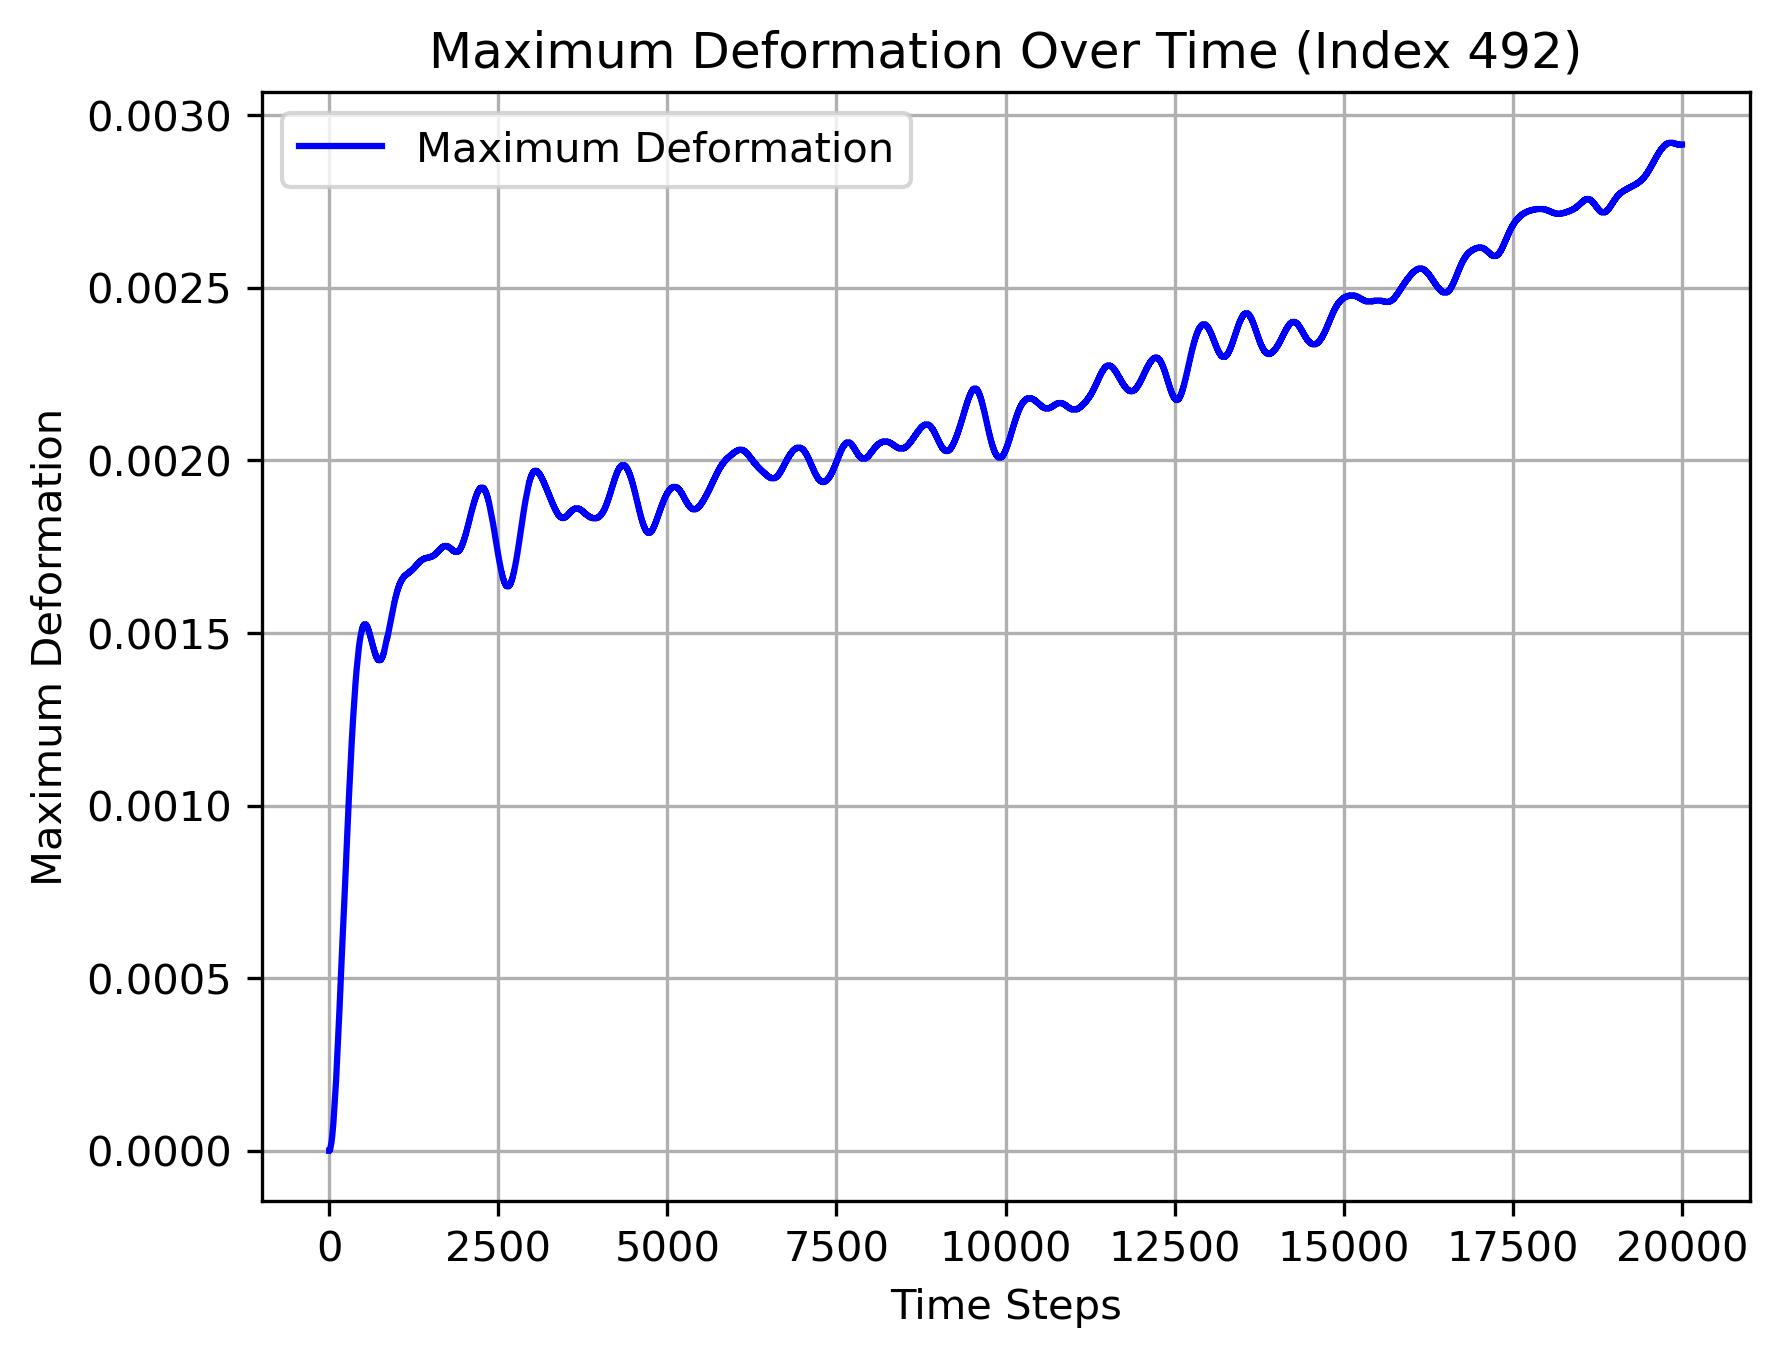 Maximum Deformation Over Time (Index 492)
Maximum Deformation
0.0030
0.0025
0.0020
0.0015
0.0010
0.0005
0.0000
Maximum Deformation
0 2500 5000 7500 10000 12500 15000 17500 20000
Time Steps